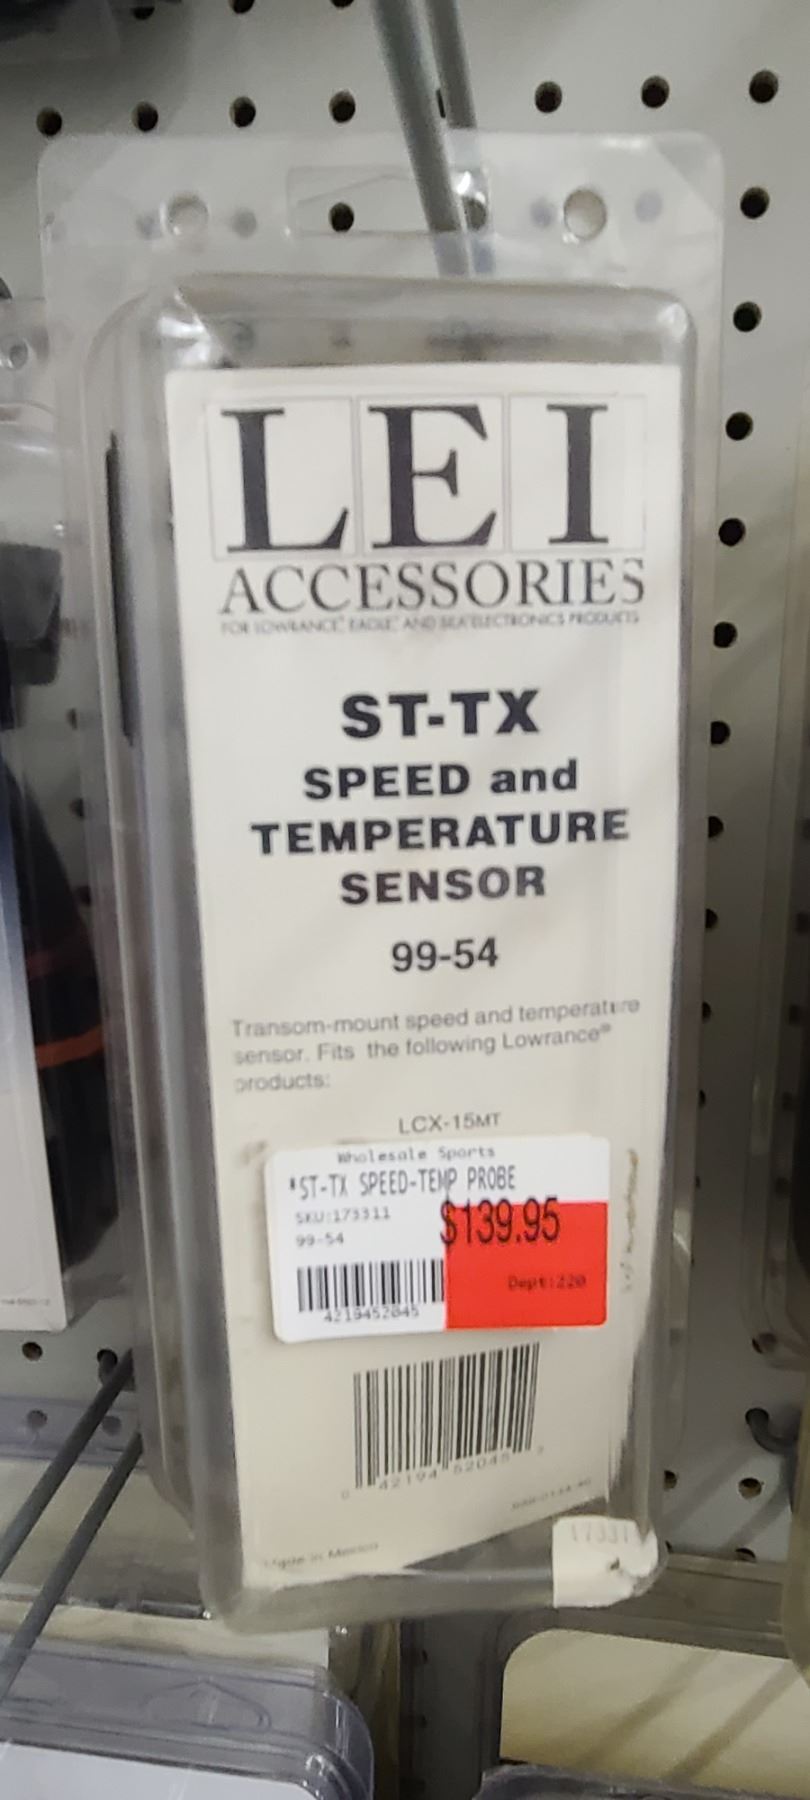 LEI
ACCESSORIES
FOR LOWRANCE® EAGLE® AND SEA ELECTRONICS PRODUCTS
ST-TX
SPEED and
TEMPERATURE
SENSOR
99-54
Transom-mount speed and temperature
sensor. Fits the following Lowrance®
products:
LCX-15MT
Wholesale Sports
*ST-TX SPEED-TEMP PROBE
SKU:173311
$139.95
99-54
Dept:220
4219452045
0 42194 52045
Made in Mexico
17331